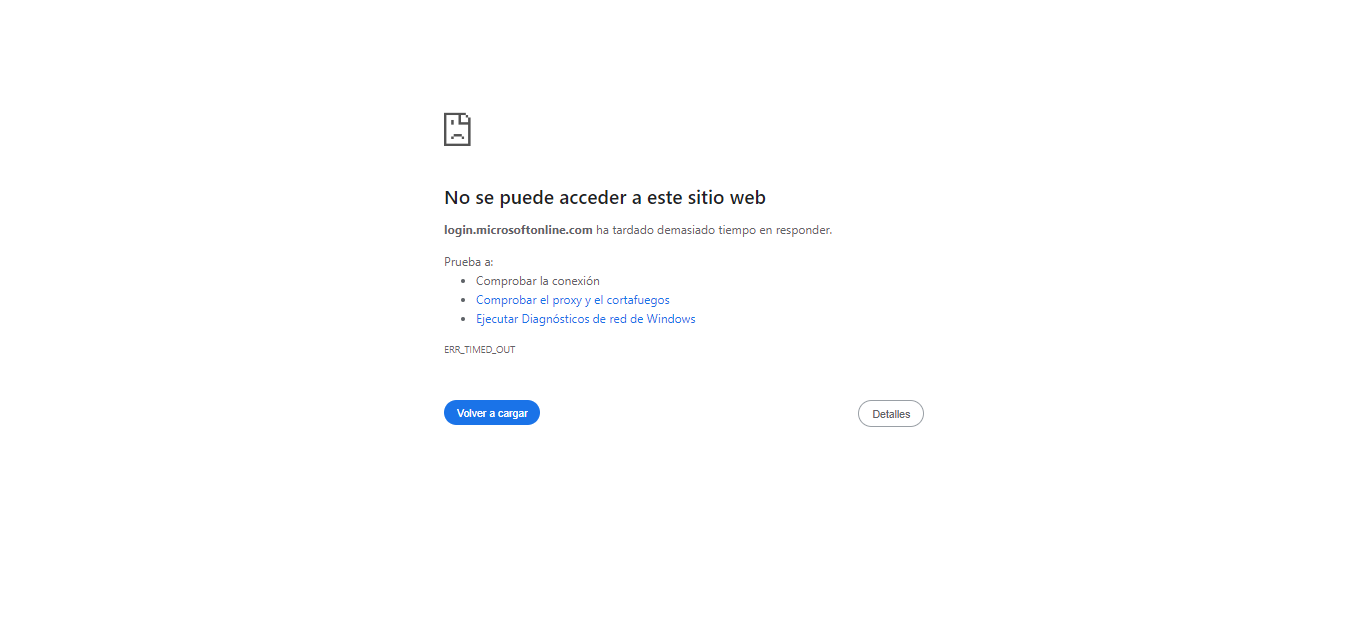 No se puede acceder a este sitio web
login.microsoftonline.com ha tardado demasiado tiempo en responder.
Prueba a:
Comprobar la conexión
Comprobar el proxy y el cortafuegos
Ejecutar Diagnósticos de red de Windows
ERR_TIMED_OUT
Volver a cargar
Detalles